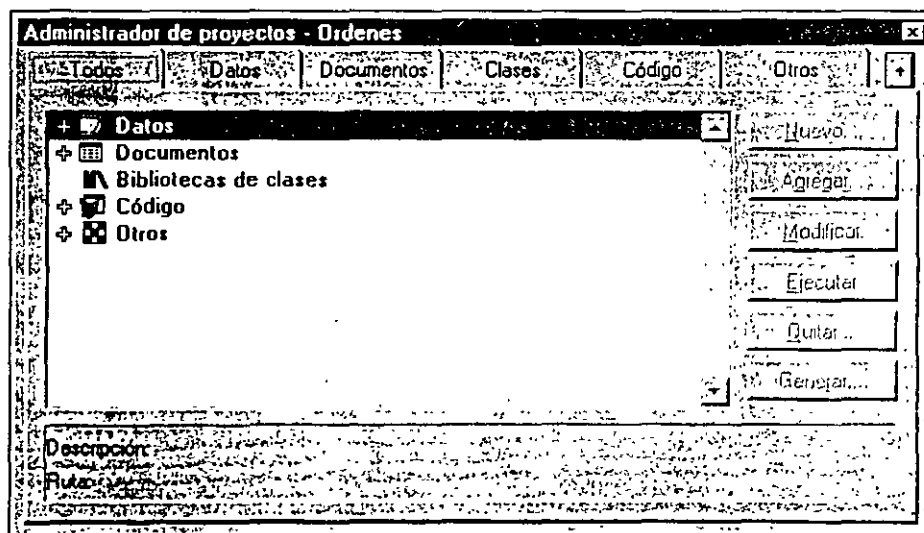 Administrador de proyectos - Ordenes
Todos Datos Documentos Clases Código Otros
Datos
Documentos
Bibliotecas de clases
Código
Otros
Nuevo...
Agregar...
Modificar
Ejecutar
Quitar...
Generar...
Descripción:
Ruta: